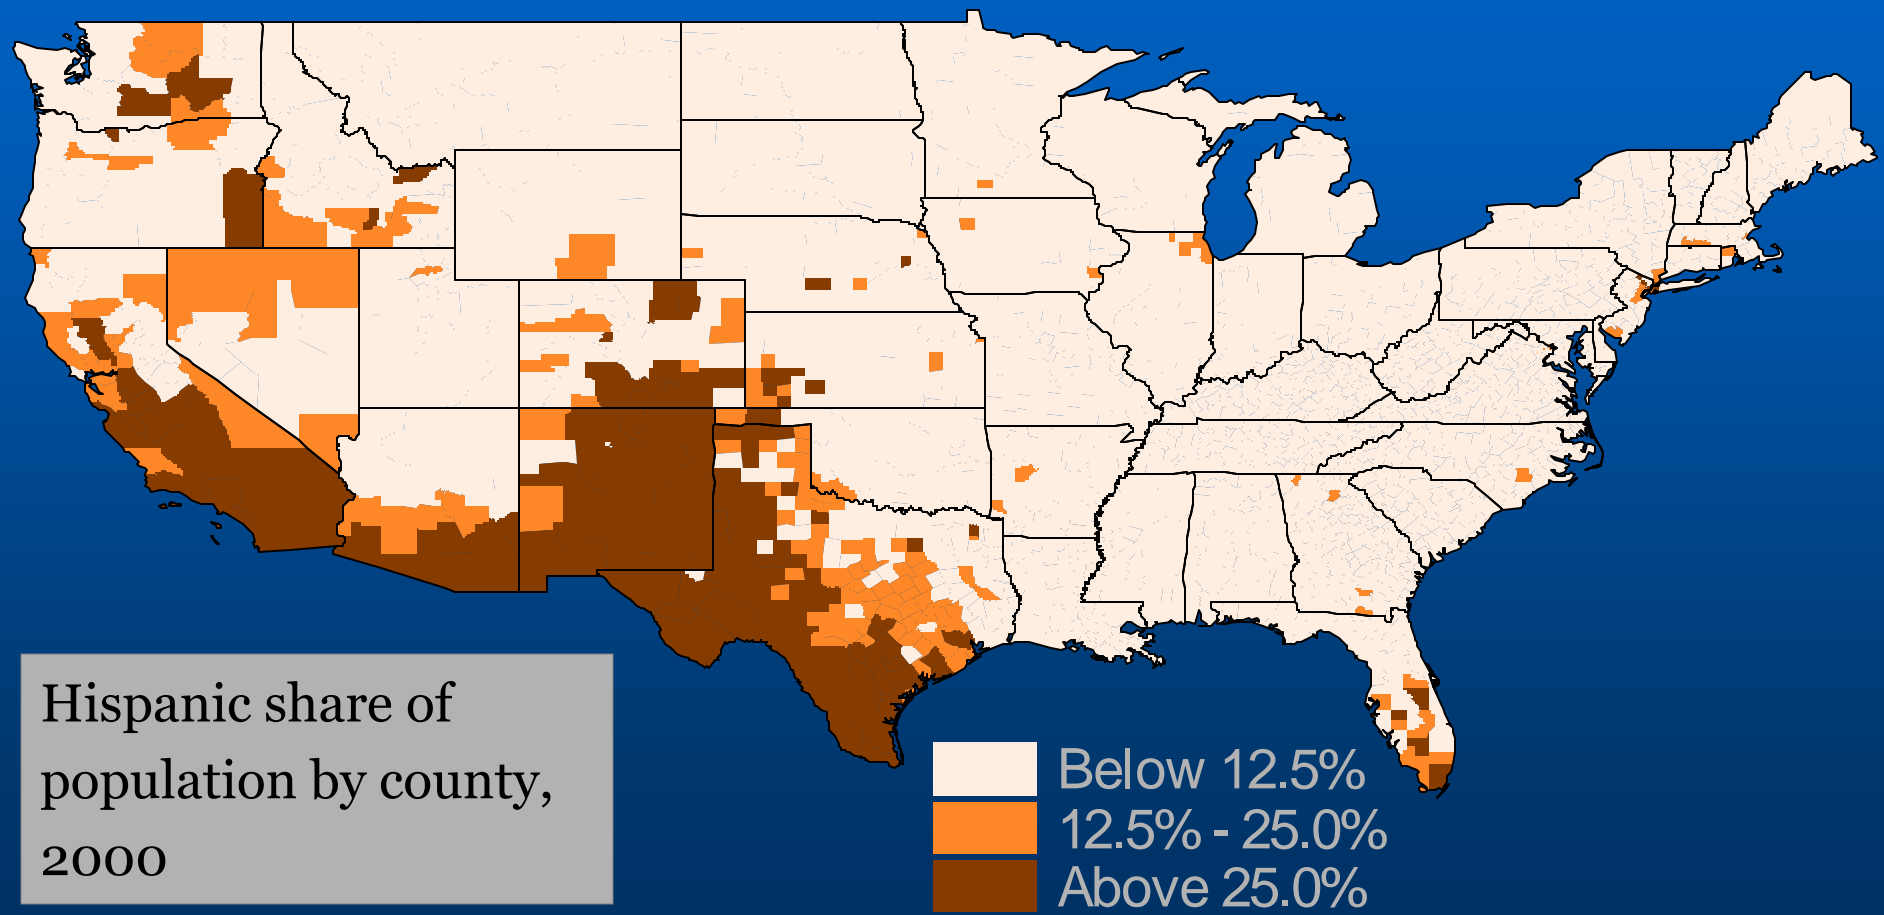 Hispanic share of
population by county,
2000
Below 12.5%
12.5% - 25.0%
Above 25.0%